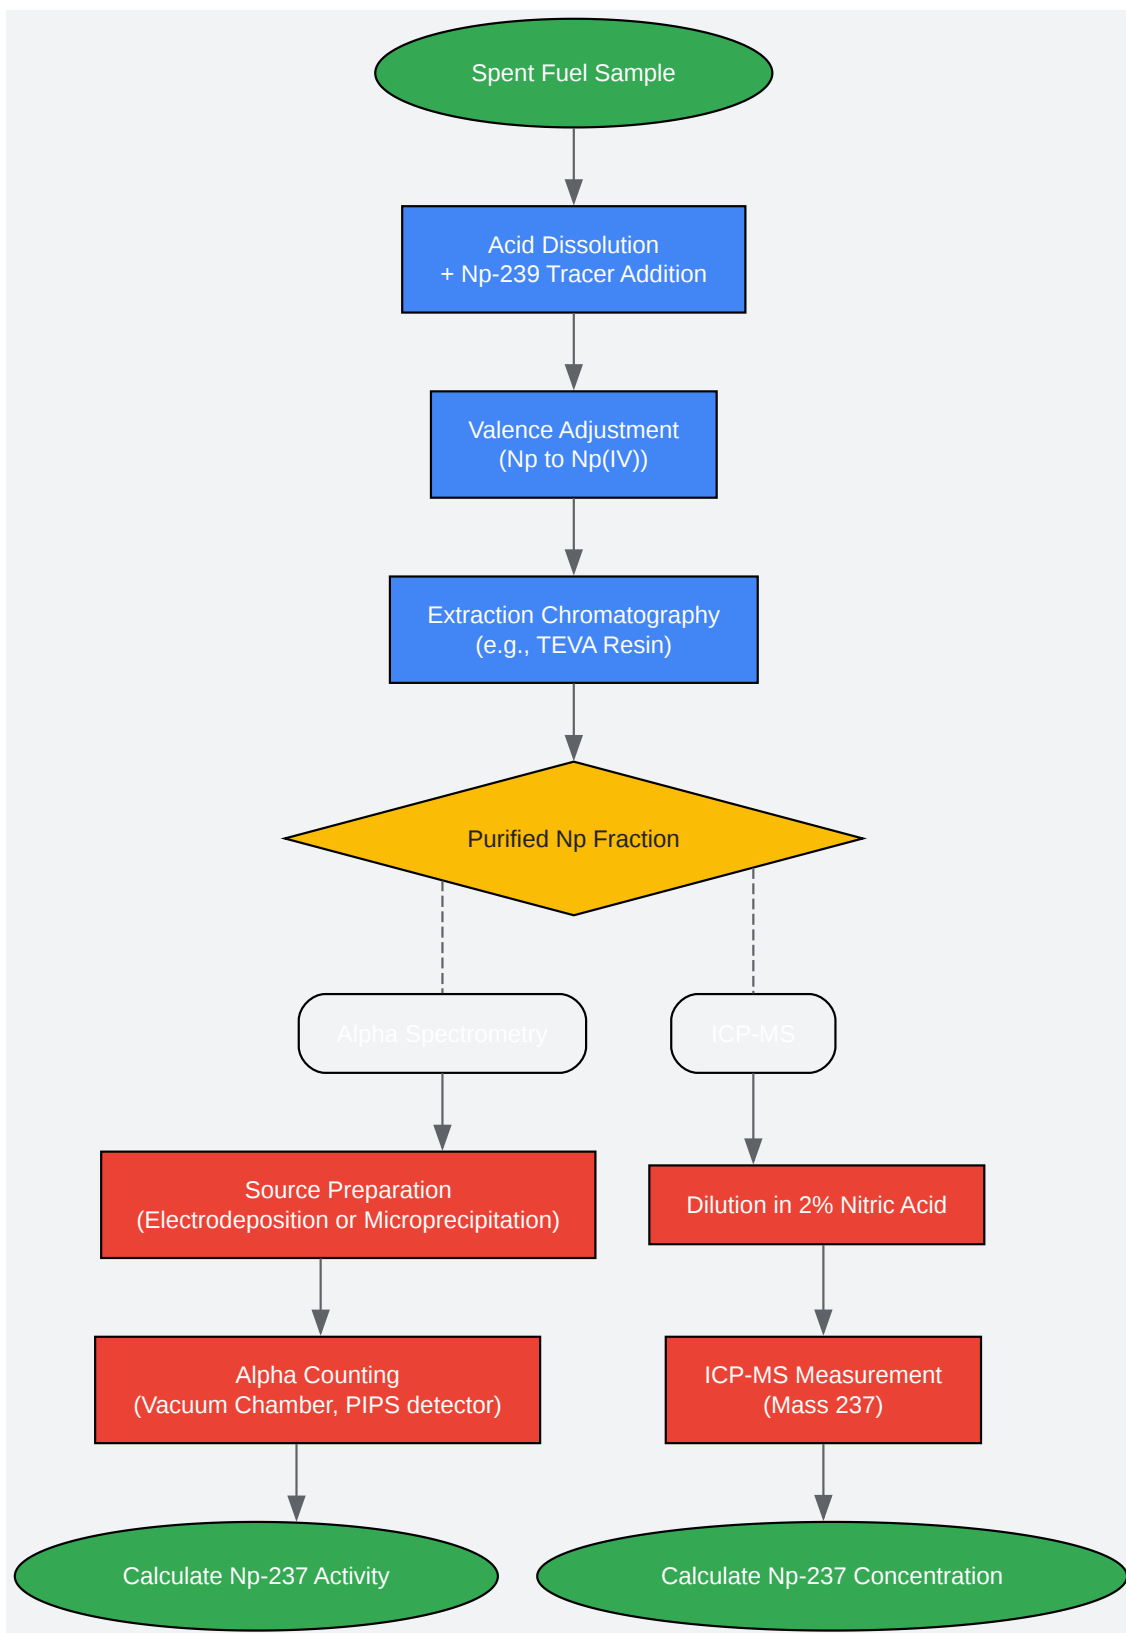 Spent Fuel Sample
Acid Dissolution
+ Np-239 Tracer Addition
Valence Adjustment
(Np to Np(IV))
Extraction Chromatography
(e.g., TEVA Resin)
Purified Np Fraction
Alpha Spectrometry
ICP-MS
Source Preparation
(Electrodeposition or Microprecipitation)
Dilution in 2% Nitric Acid
Alpha Counting
(Vacuum Chamber, PIPS detector)
ICP-MS Measurement
(Mass 237)
Calculate Np-237 Activity
Calculate Np-237 Concentration